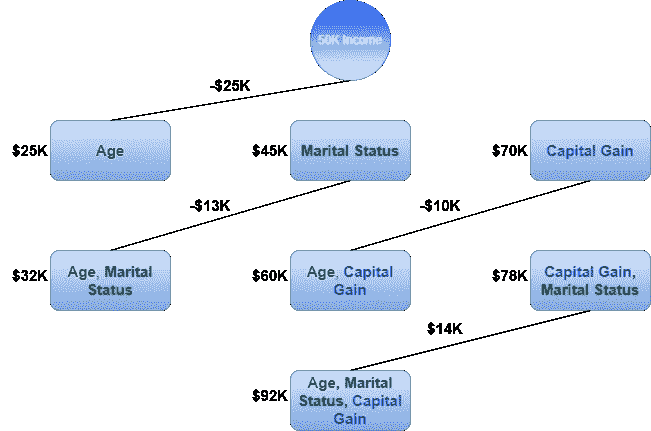 50K Income
-$25K
$25K
Age
$45K
Marital Status
$70K
Capital Gain
-$13K
-$10K
$32K
Age, Marital
Status
$60K
Age, Capital
Gain
$78K
Capital Gain,
Marital Status
$14K
$92K
Age, Marital
Status, Capital
Gain